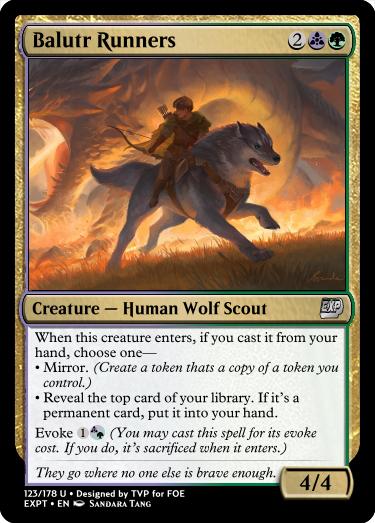 Balutr Runners 2
Creature — Human Wolf Scout EXP
When this creature enters, if you cast it from your
hand, choose one—
• Mirror. (Create a token thats a copy of a token you
control.)
• Reveal the top card of your library. If it's a
permanent card, put it into your hand.
Evoke 1 (You may cast this spell for its evoke
cost. If you do, it's sacrificed when it enters.)
They go where no one else is brave enough.
4/4
123/178 U • Designed by TVP for FOE
EXPT • EN Sandara Tang